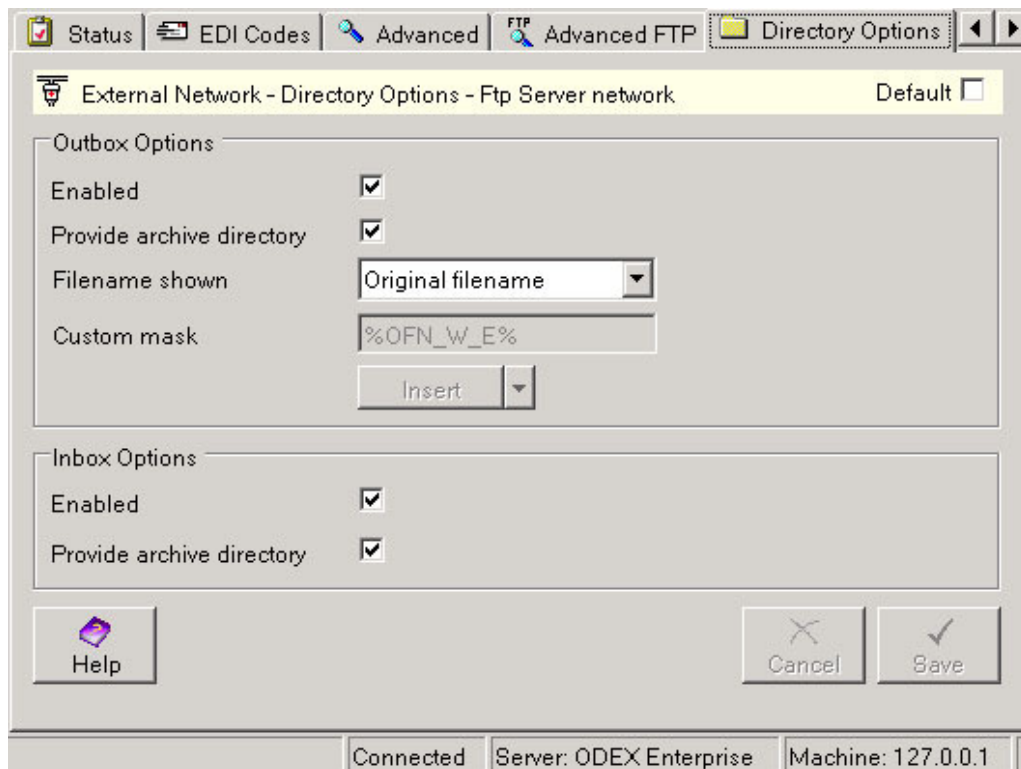 Status EDI Codes Advanced FTP Advanced FTP Directory Options
External Network - Directory Options - Ftp Server network Default
Outbox Options
Enabled
Provide archive directory
Filename shown Original filename
Custom mask %OFN_W_E%
Insert
Inbox Options
Enabled
Provide archive directory
Help Cancel Save
Connected Server: ODEX Enterprise Machine: 127.0.0.1